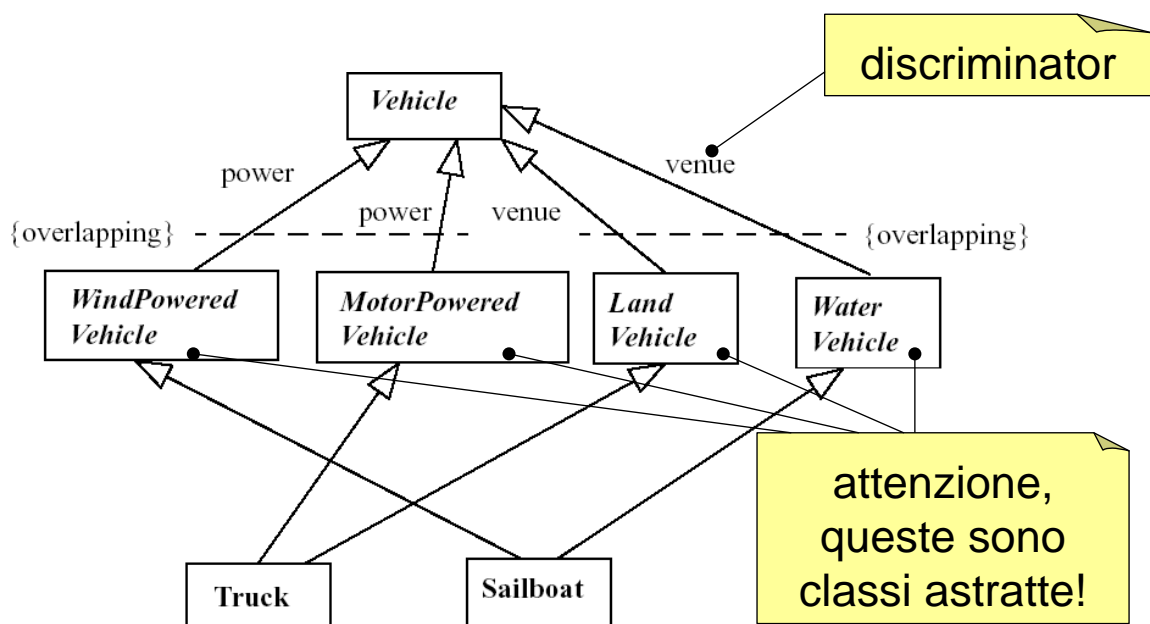 discriminator
Vehicle
power
venue
power
venue
{overlapping}
{overlapping}
WindPowered
Vehicle
MotorPowered
Vehicle
Land
Vehicle
Water
Vehicle
attenzione,
queste sono
classi astratte!
Truck
Sailboat